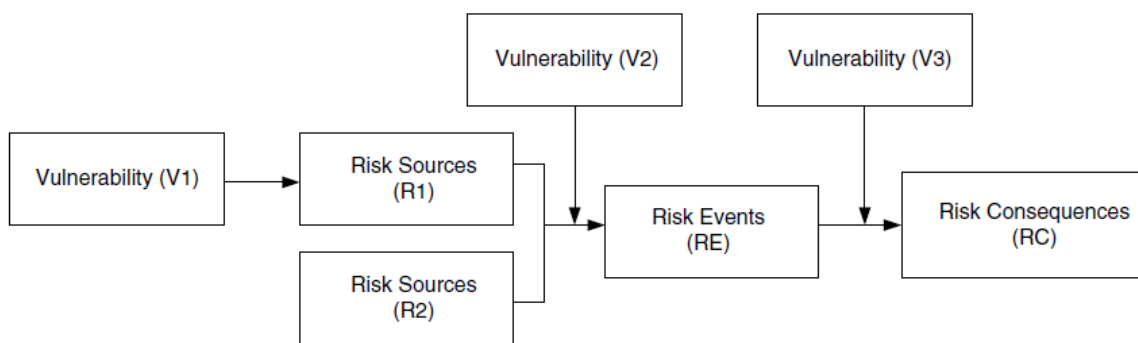 Vulnerability (V2)
Vulnerability (V3)
Vulnerability (V1)
Risk Sources
(R1)
Risk Events
(RE)
Risk Consequences
(RC)
Risk Sources
(R2)